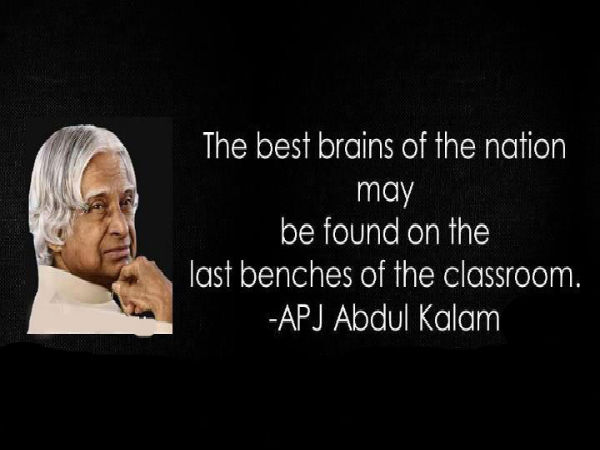 The best brains of the nation
may
be found on the
last benches of the classroom.
-APJ Abdul Kalam